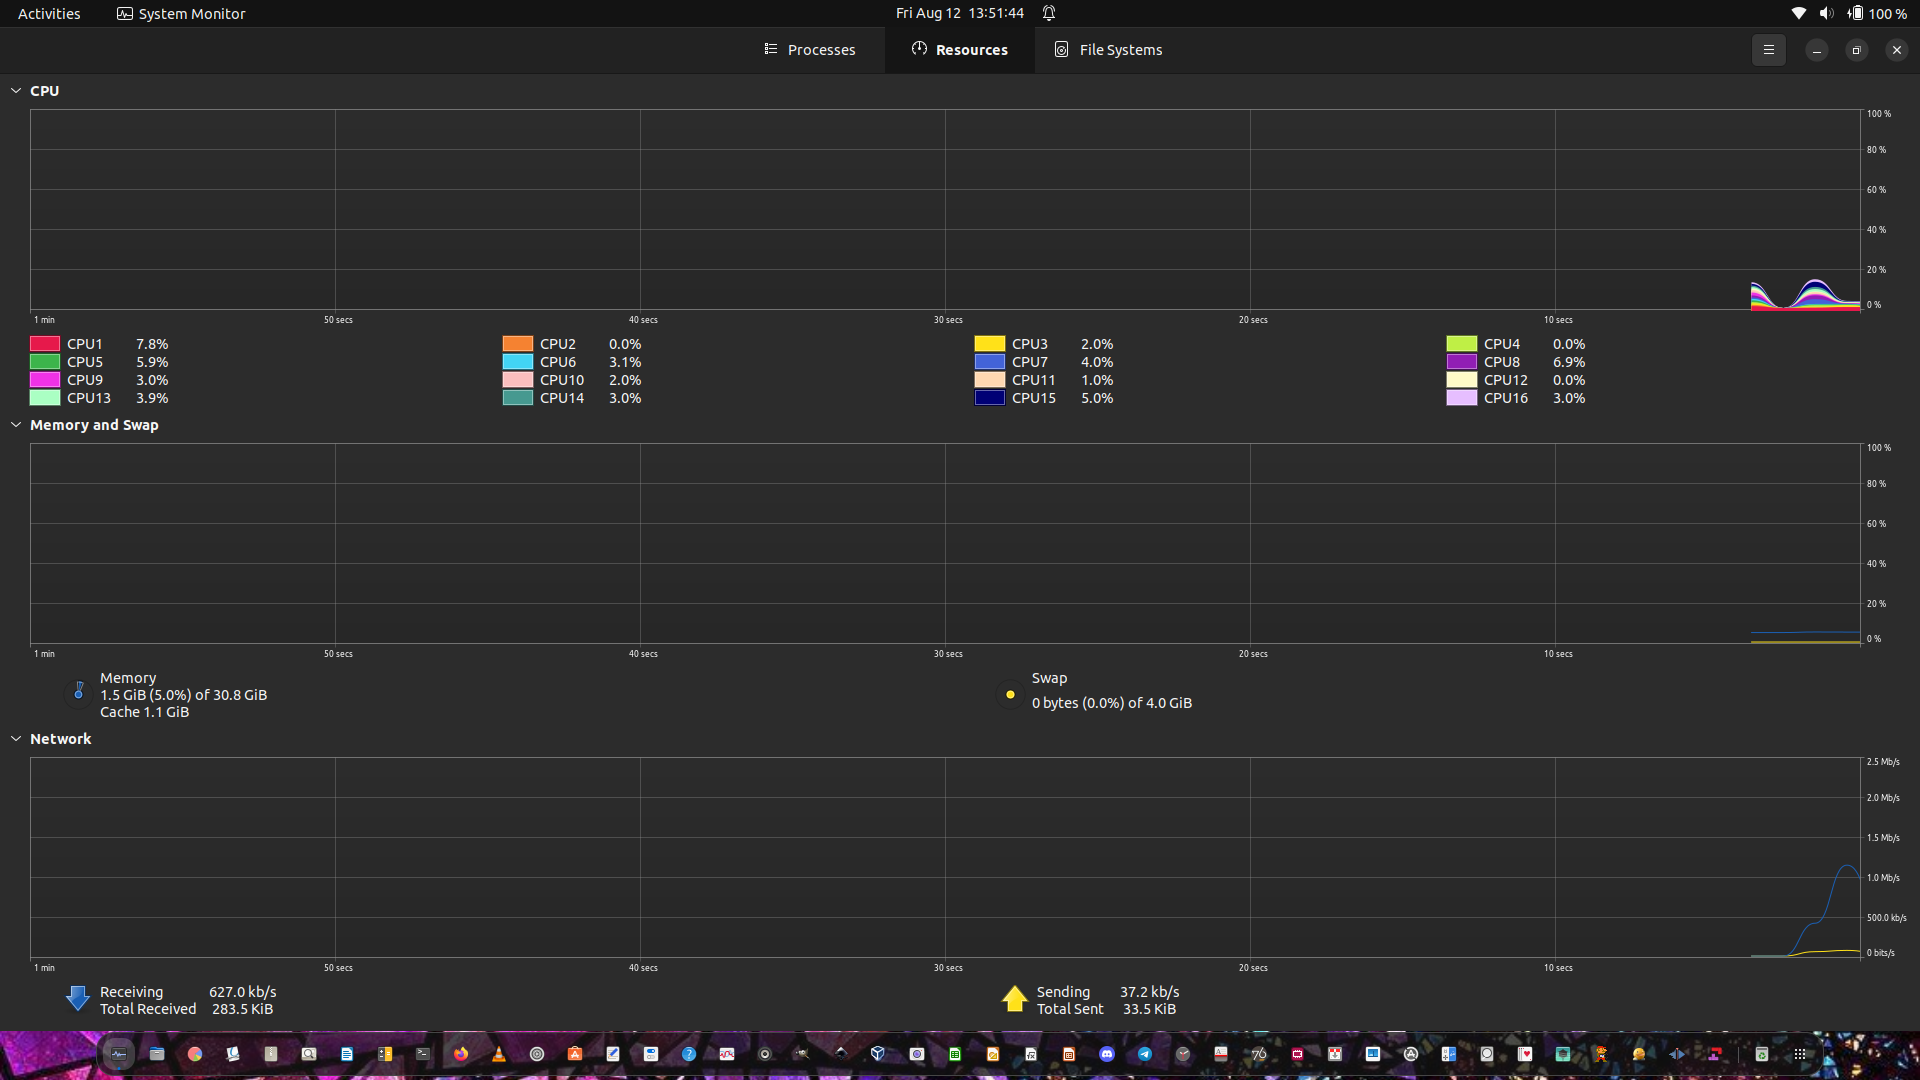 Activities System Monitor Fri Aug 12 13:51:44 100 %
Processes Resources File Systems
CPU
100 %
80 %
60 %
40 %
20 %
0 %
1 min 50 secs 40 secs 30 secs 20 secs 10 secs
CPU1 7.8% CPU2 0.0% CPU3 2.0% CPU4 0.0%
CPU5 5.9% CPU6 3.1% CPU7 4.0% CPU8 6.9%
CPU9 3.0% CPU10 2.0% CPU11 1.0% CPU12 0.0%
CPU13 3.9% CPU14 3.0% CPU15 5.0% CPU16 3.0%
Memory and Swap
100 %
80 %
60 %
40 %
20 %
0 %
1 min 50 secs 40 secs 30 secs 20 secs 10 secs
Memory
1.5 GiB (5.0%) of 30.8 GiB
Cache 1.1 GiB
Swap
0 bytes (0.0%) of 4.0 GiB
Network
2.5 Mb/s
2.0 Mb/s
1.5 Mb/s
1.0 Mb/s
500.0 kb/s
0 bits/s
1 min 50 secs 40 secs 30 secs 20 secs 10 secs
Receiving 627.0 kb/s
Total Received 283.5 KiB
Sending 37.2 kb/s
Total Sent 33.5 KiB
76